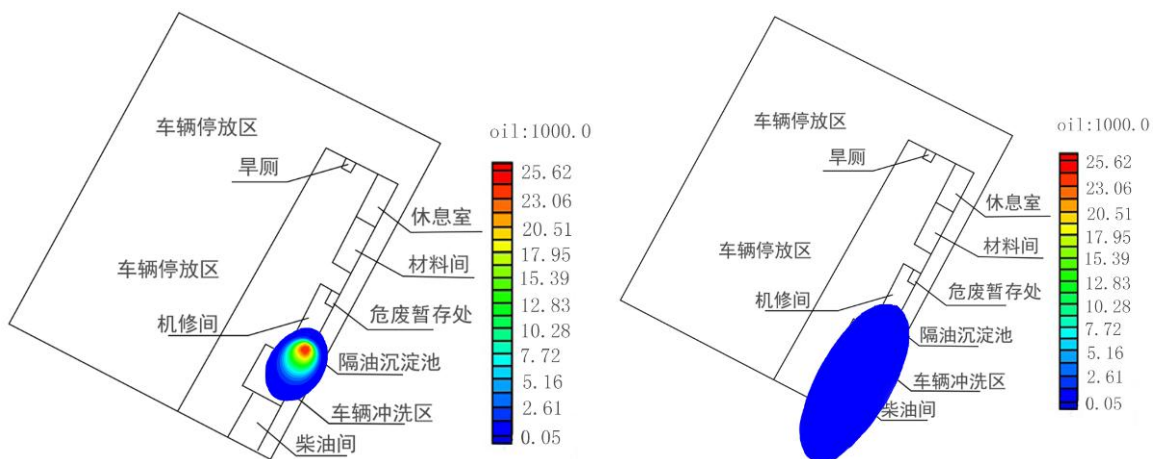 车辆停放区
旱厕
休息室
车辆停放区
材料间
机修间
危废暂存处
隔油沉淀池
车辆冲洗区
柴油间
oil:1000.0
25.62
23.06
20.51
17.95
15.39
12.83
10.28
7.72
5.16
2.61
0.05
车辆停放区
旱厕
休息室
车辆停放区
材料间
机修间
危废暂存处
隔油沉淀池
车辆冲洗区
柴油间
oil:1000.0
25.62
23.06
20.51
17.95
15.39
12.83
10.28
7.72
5.16
2.61
0.05